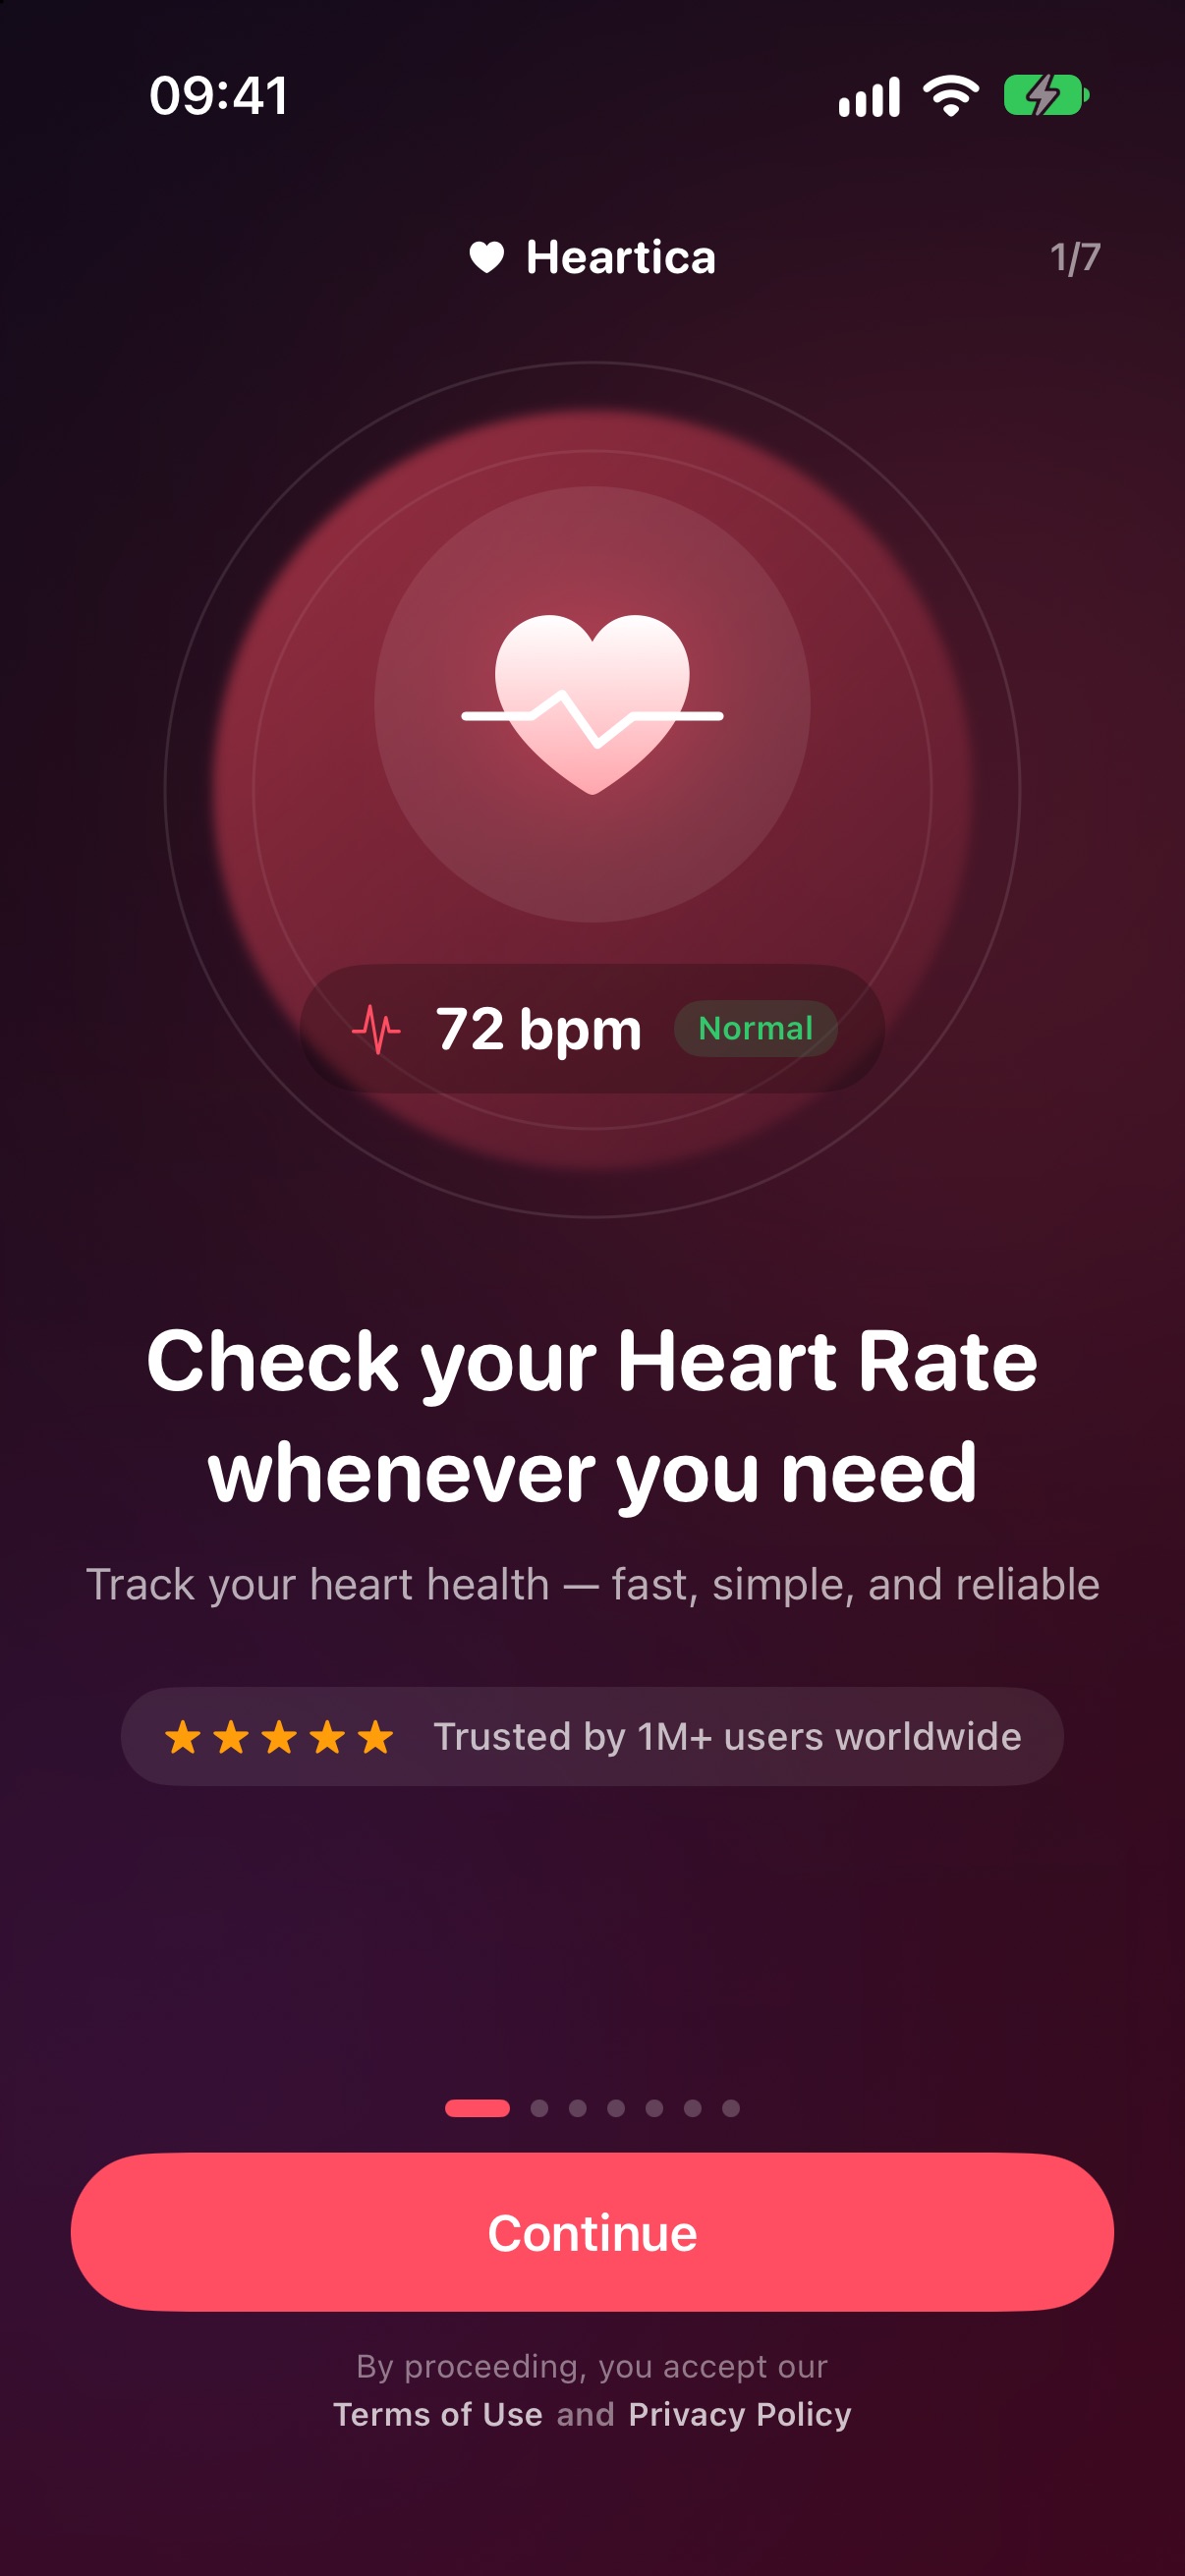 09:41
Heartica
1/7
72 bpm Normal
Check your Heart Rate
whenever you need
Track your heart health — fast, simple, and reliable
Trusted by 1M+ users worldwide
Continue
By proceeding, you accept our
Terms of Use and Privacy Policy